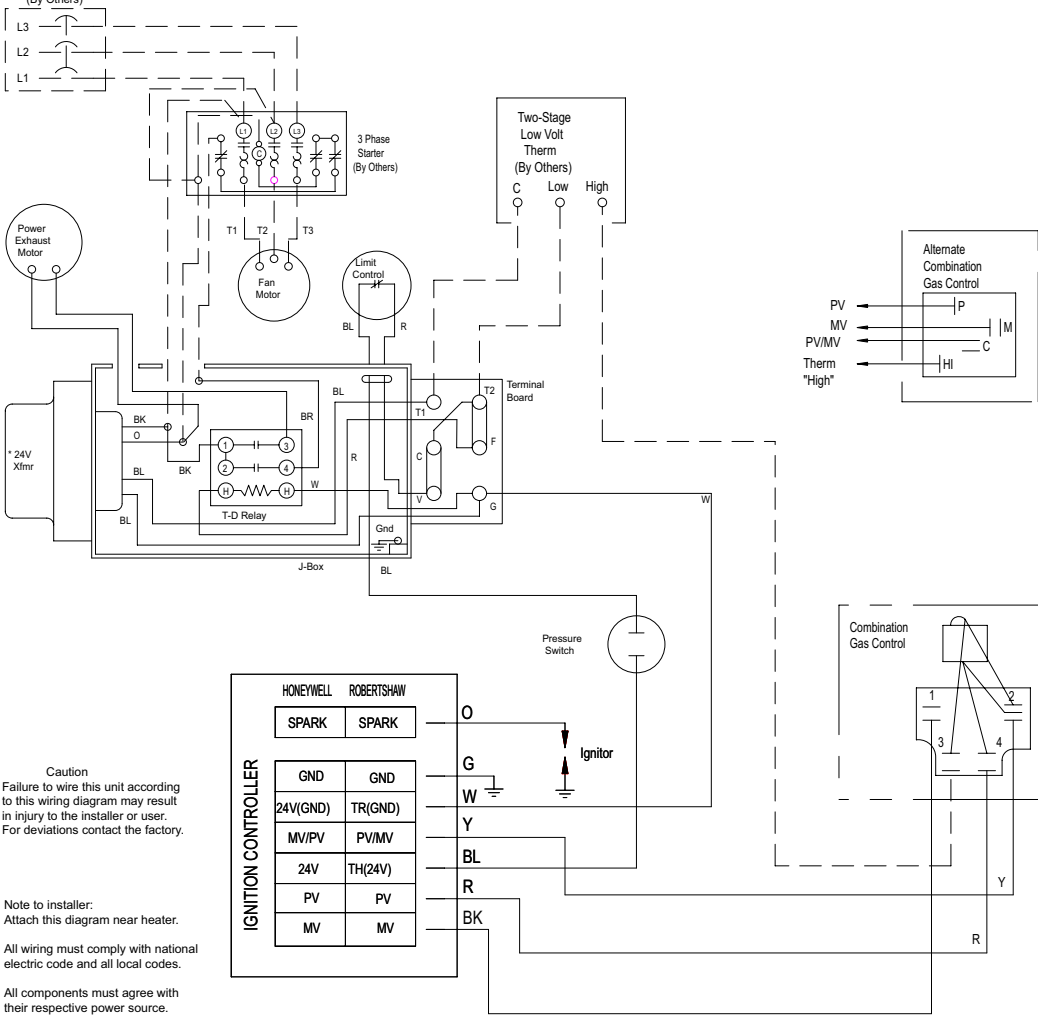 (By Others)
L3
L2
L1
L1
L2
L3
C
3 Phase
Starter
(By Others)
T1
T2
T3
Fan
Motor
Power
Exhaust
Motor
Limit
Control
BL
R
Two-Stage
Low Volt
Therm
(By Others)
C
Low
High
Alternate
Combination
Gas Control
PV
MV
PV/MV
Therm
"High"
P
M
C
HI
* 24V
Xfmr
BK
O
BL
BL
BK
1
3
2
4
H
H
T-D Relay
BR
W
R
BL
T1
T2
Terminal
Board
F
C
V
G
Gnd
J-Box
BL
W
Pressure
Switch
Combination
Gas Control
1
2
3
4
Y
R
IGNITION CONTROLLER
HONEYWELL ROBERTSHAW
SPARK SPARK O
Ignitor
GND GND G
24V(GND) TR(GND) W
MV/PV PV/MV Y
24V TH(24V) BL
PV PV R
MV MV BK
Caution
Failure to wire this unit according
to this wiring diagram may result
in injury to the installer or user.
For deviations contact the factory.
Note to installer:
Attach this diagram near heater.
All wiring must comply with national
electric code and all local codes.
All components must agree with
their respective power source.